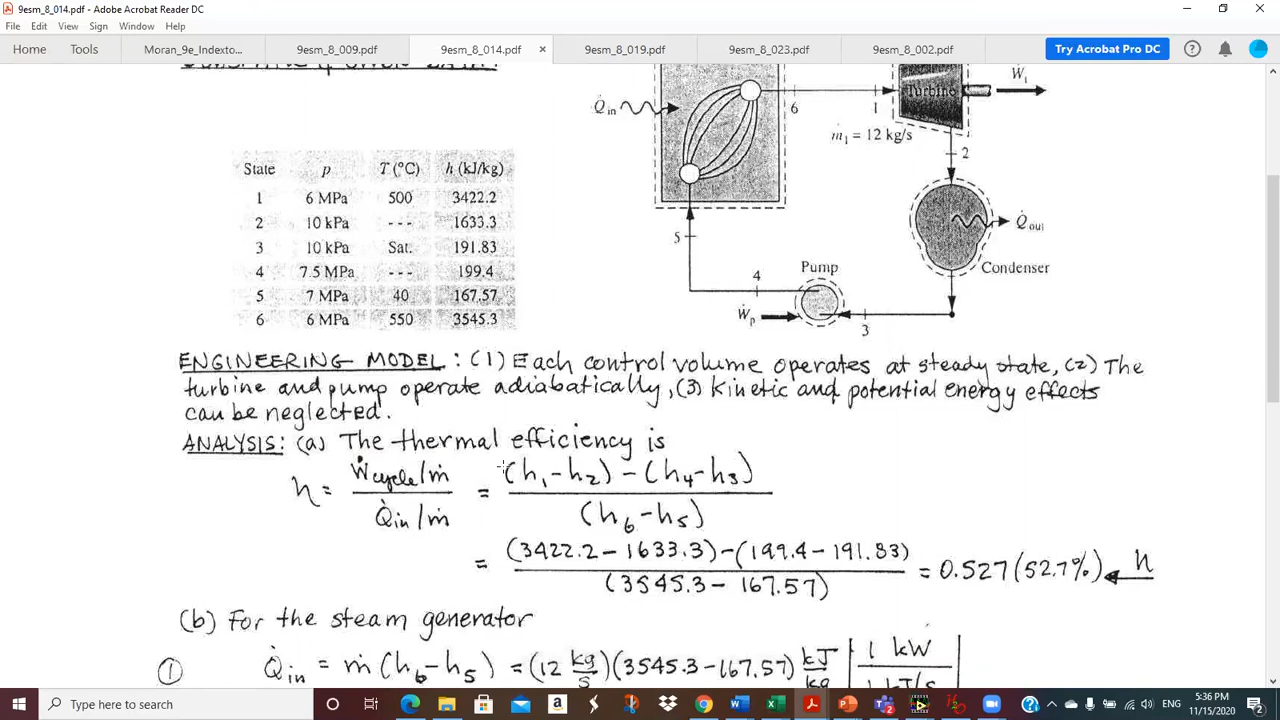 9esm_8_014.pdf - Adobe Acrobat Reader DC
File Edit View Sign Window Help
Home Tools Moran_9e_Indexto... 9esm_8_009.pdf 9esm_8_014.pdf × 9esm_8_019.pdf 9esm_8_023.pdf 9esm_8_002.pdf Try Acrobat Pro DC
Q̇in
6 1
Turbine
Ẇt
ṁ1 = 12 kg/s
2
Q̇out
Condenser
5
4
Pump
Ẇp
3
State p T (°C) h (kJ/kg)
1 6 MPa 500 3422.2
2 10 kPa --- 1633.3
3 10 kPa Sat. 191.83
4 7.5 MPa --- 199.4
5 7 MPa 40 167.57
6 6 MPa 550 3545.3
ENGINEERING MODEL: (1) Each control volume operates at steady state, (2) The
turbine and pump operate adiabatically, (3) Kinetic and potential energy effects
can be neglected.
ANALYSIS: (a) The thermal efficiency is
η = Ẇcycle/ṁ / Q̇in/ṁ = (h1-h2) - (h4-h3) / (h6-h5)
= (3422.2-1633.3)-(199.4-191.83) / (3545.3-167.57) = 0.527 (52.7%) η
(b) For the steam generator
① Q̇in = ṁ(h6-h5) = (12 kg/s)(3545.3-167.57) kJ/kg |1 kW / 1 kJ/s|
Type here to search
ENG 5:36 PM
11/15/2020
2